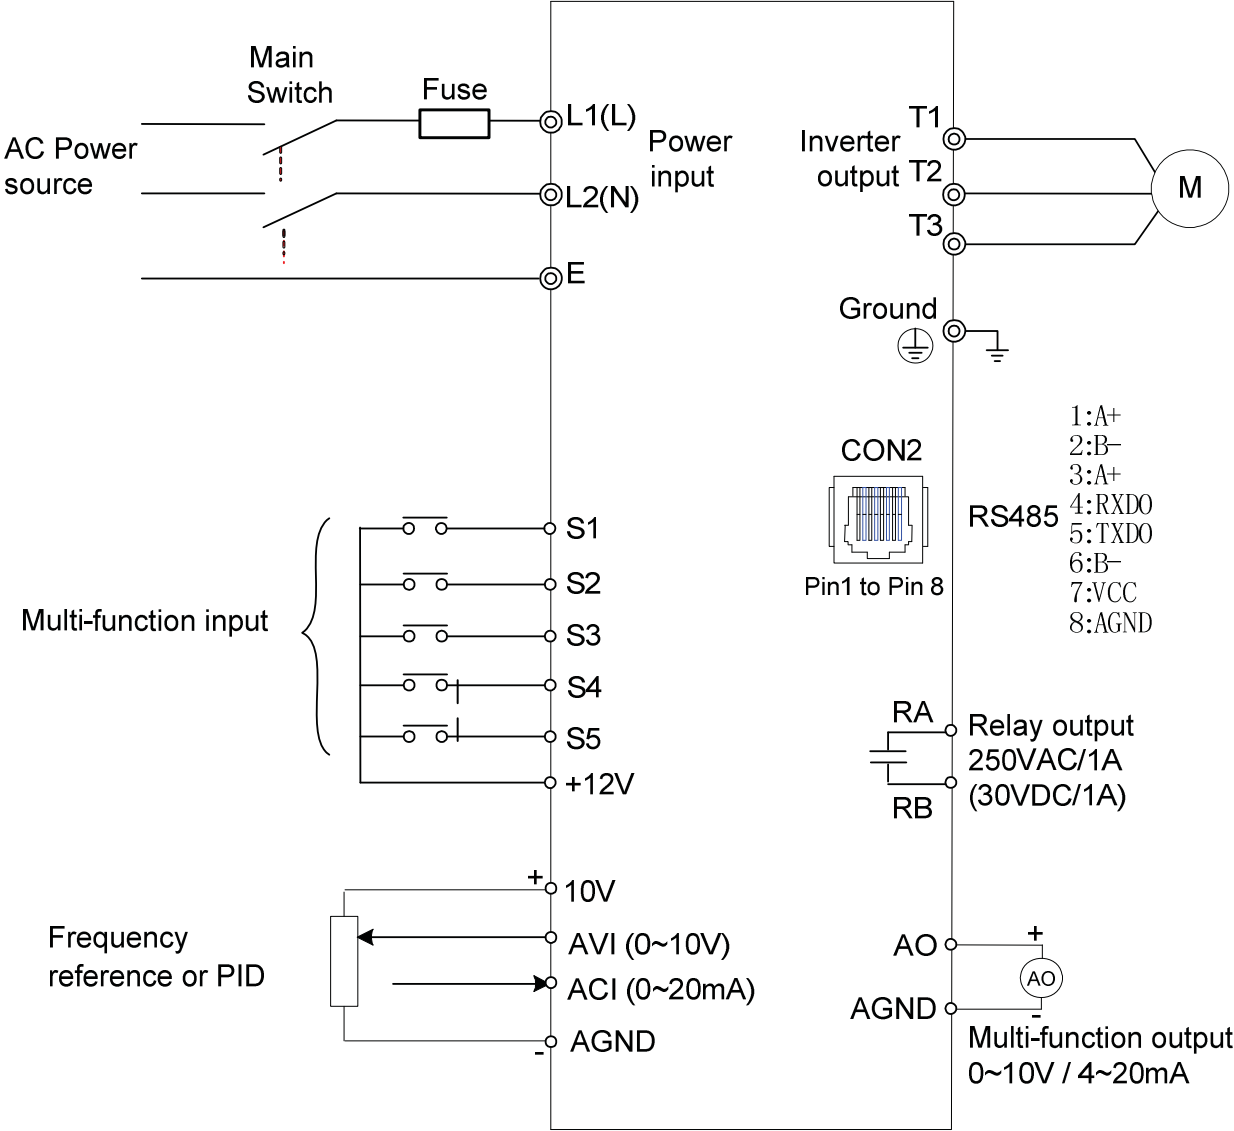 Main
Switch
Fuse
AC Power
source
L1(L)
L2(N)
E
Power
input
Inverter
output
T1
T2
T3
M
Ground
CON2
Pin1 to Pin 8
RS485
1:A+
2:B-
3:A+
4:RXDO
5:TXDO
6:B-
7:VCC
8:AGND
Multi-function input
S1
S2
S3
S4
S5
+12V
RA
RB
Relay output
250VAC/1A
(30VDC/1A)
Frequency
reference or PID
+
10V
AVI (0~10V)
ACI (0~20mA)
-
AGND
AO
AGND
+
AO
-
Multi-function output
0~10V / 4~20mA